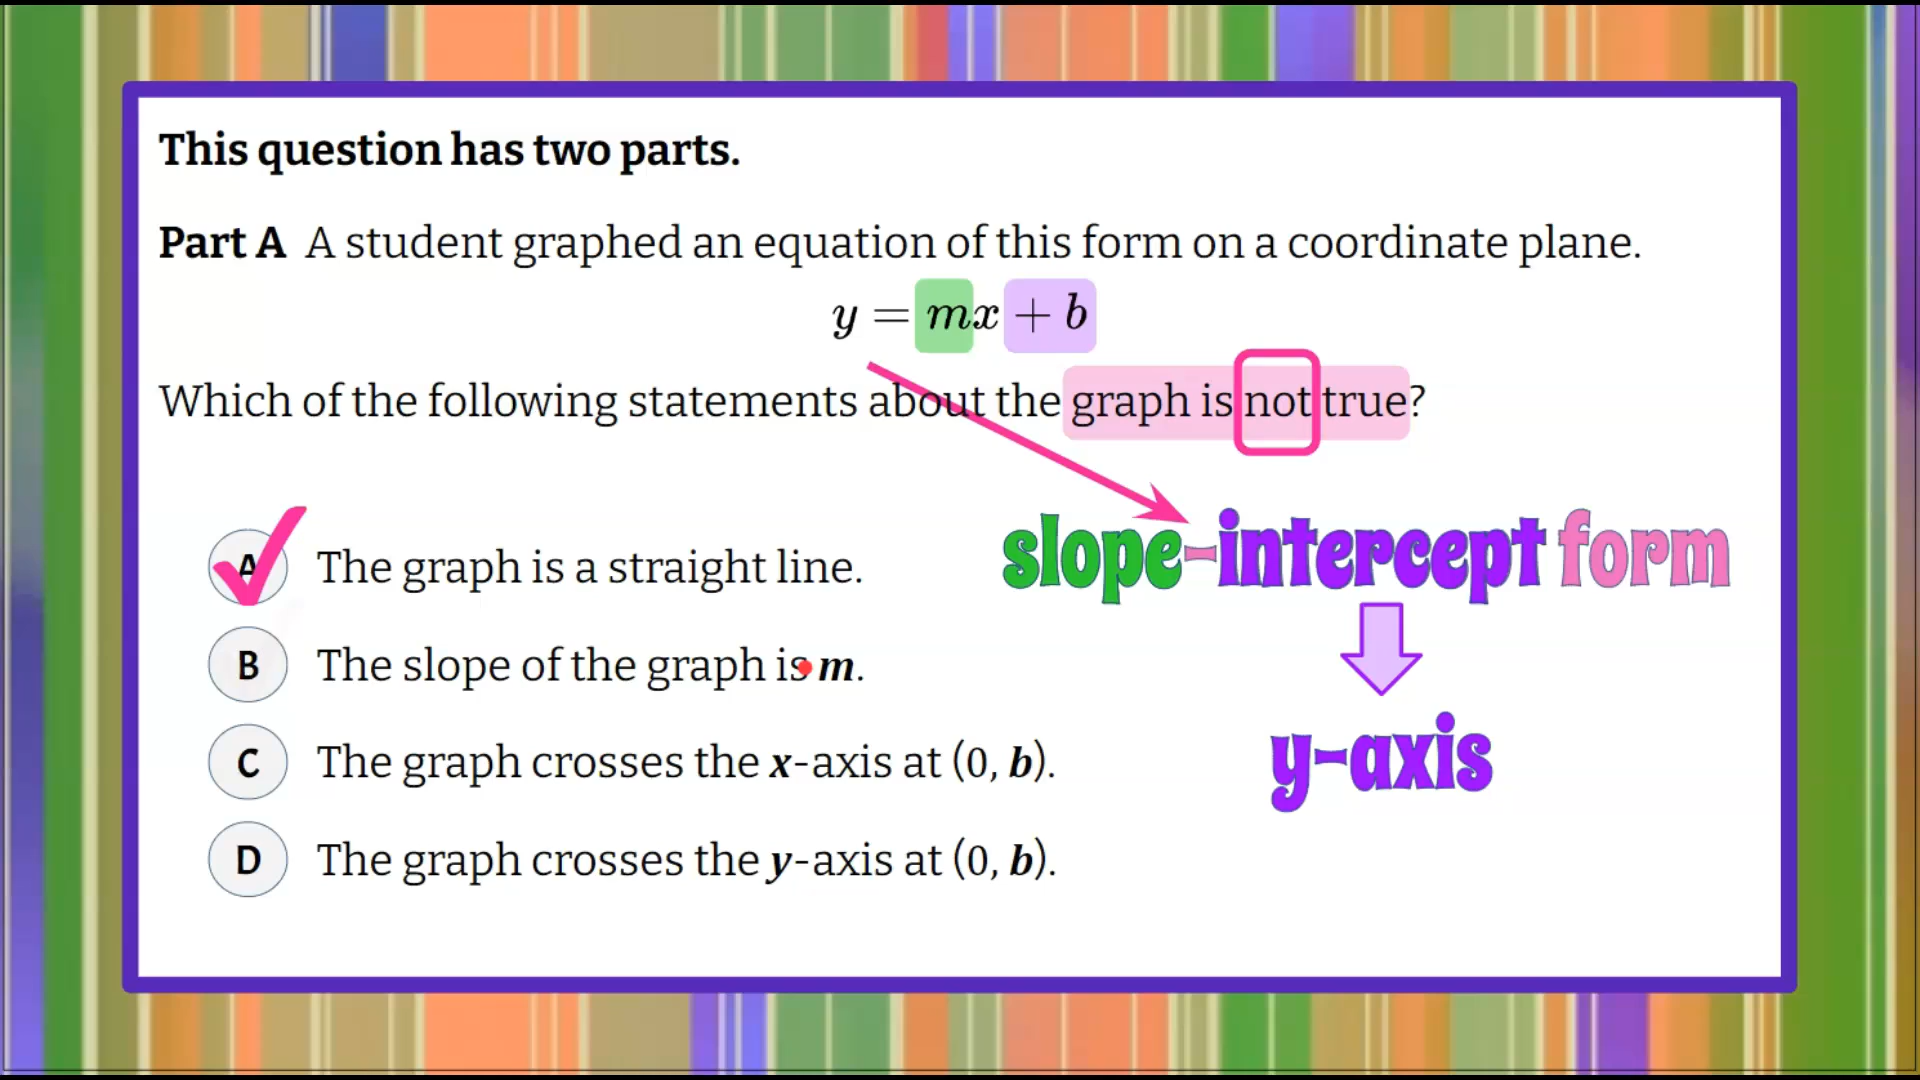 This question has two parts.
Part A A student graphed an equation of this form on a coordinate plane.
y = mx + b
Which of the following statements about the graph is not true?
A The graph is a straight line.
slope-intercept form
B The slope of the graph is m.
y-axis
C The graph crosses the x-axis at (0, b).
D The graph crosses the y-axis at (0, b).